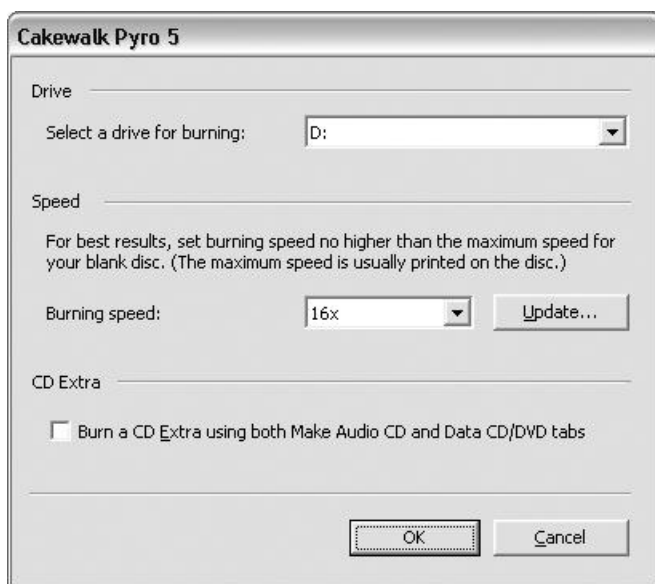 Cakewalk Pyro 5
Drive
Select a drive for burning:
D:
Speed
For best results, set burning speed no higher than the maximum speed for
your blank disc. (The maximum speed is usually printed on the disc.)
Burning speed:
16x
Update...
CD Extra
Burn a CD Extra using both Make Audio CD and Data CD/DVD tabs
OK
Cancel